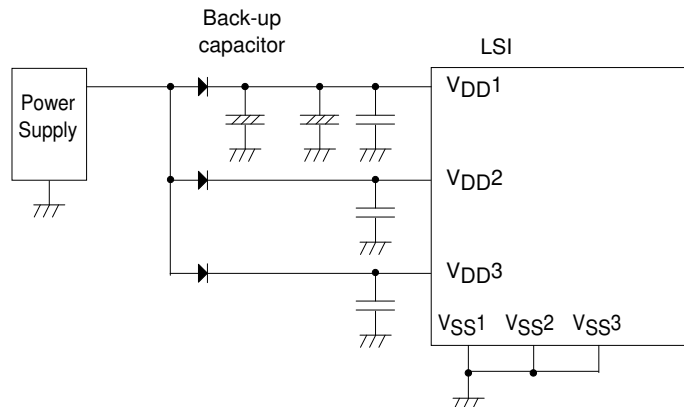 Back-up
capacitor
LSI
Power
Supply
VDD1
VDD2
VDD3
VSS1 VSS2 VSS3